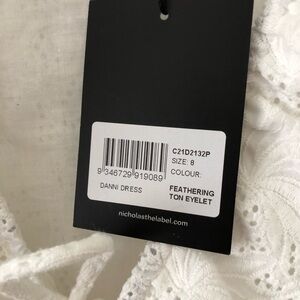 C21D2132P
SIZE: 8
COLOUR:
9 346729 919089
DANNI DRESS
FEATHERING
TON EYELET
nicholasthelabel.com